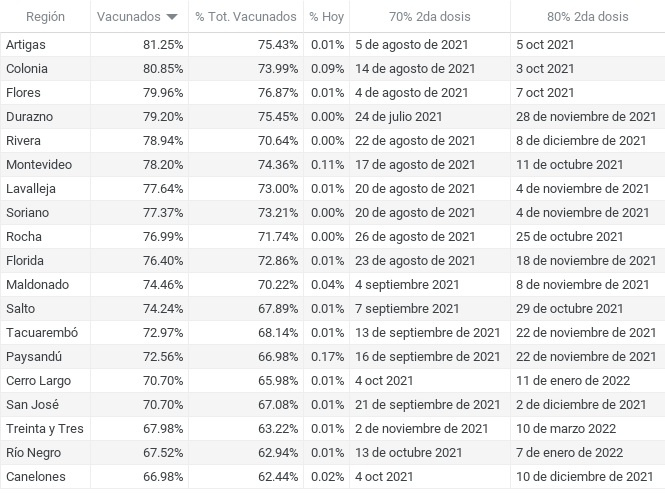 Región Vacunados % Tot. Vacunados % Hoy 70% 2da dosis 80% 2da dosis
Artigas 81.25% 75.43% 0.01% 5 de agosto de 2021 5 oct 2021
Colonia 80.85% 73.99% 0.09% 14 de agosto de 2021 3 oct 2021
Flores 79.96% 76.87% 0.01% 4 de agosto de 2021 7 oct 2021
Durazno 79.20% 75.45% 0.00% 24 de julio 2021 28 de noviembre de 2021
Rivera 78.94% 70.64% 0.00% 22 de agosto de 2021 8 de diciembre de 2021
Montevideo 78.20% 74.36% 0.11% 17 de agosto de 2021 11 de octubre de 2021
Lavalleja 77.64% 73.00% 0.01% 20 de agosto de 2021 4 de noviembre de 2021
Soriano 77.37% 73.21% 0.00% 20 de agosto de 2021 4 de noviembre de 2021
Rocha 76.99% 71.74% 0.00% 26 de agosto de 2021 25 de octubre de 2021
Florida 76.40% 72.86% 0.01% 23 de agosto de 2021 18 de noviembre de 2021
Maldonado 74.46% 70.22% 0.04% 4 septiembre 2021 8 de noviembre de 2021
Salto 74.24% 67.89% 0.01% 7 septiembre 2021 29 de octubre de 2021
Tacuarembó 72.97% 68.14% 0.01% 13 de septiembre de 2021 22 de noviembre de 2021
Paysandú 72.56% 66.98% 0.17% 16 de septiembre de 2021 22 de noviembre de 2021
Cerro Largo 70.70% 65.98% 0.01% 4 oct 2021 11 de enero de 2022
San José 70.70% 67.08% 0.01% 21 de septiembre de 2021 2 de diciembre de 2021
Treinta y Tres 67.98% 63.22% 0.01% 2 de noviembre de 2021 10 de marzo 2022
Río Negro 67.52% 62.94% 0.01% 13 de octubre de 2021 7 de enero de 2022
Canelones 66.98% 62.44% 0.02% 4 oct 2021 10 de diciembre de 2021